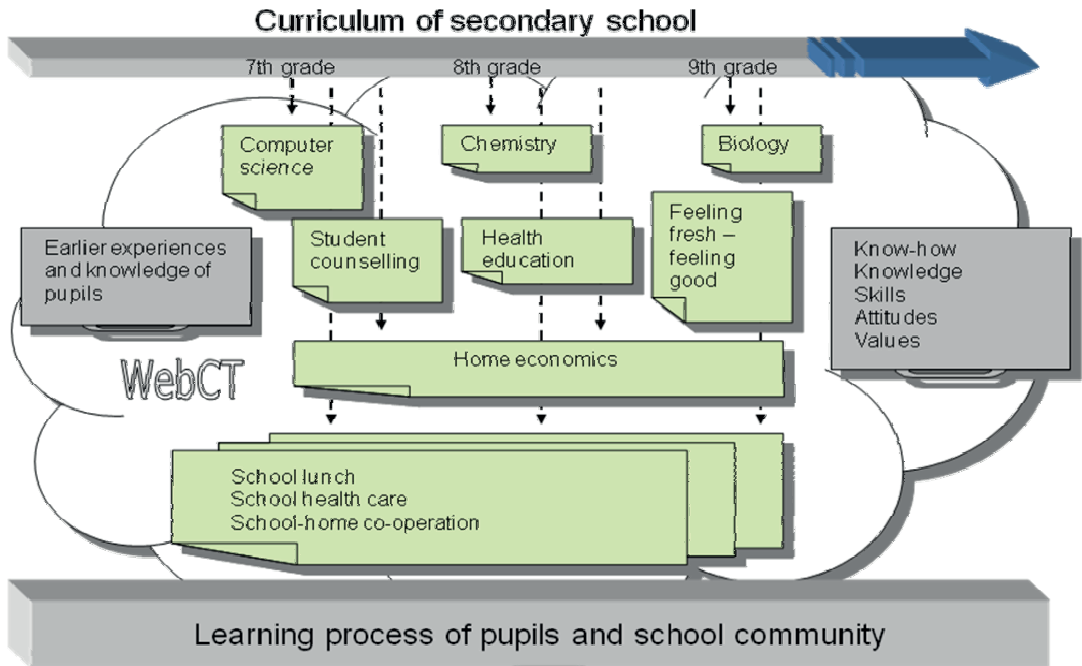 Curriculum of secondary school
7th grade
8th grade
9th grade
Computer
science
Chemistry
Biology
Student
counselling
Health
education
Feeling
fresh –
feeling
good
Earlier experiences
and knowledge of
pupils
Know-how
Knowledge
Skills
Attitudes
Values
WebCT
Home economics
School lunch
School health care
School-home co-operation
Learning process of pupils and school community